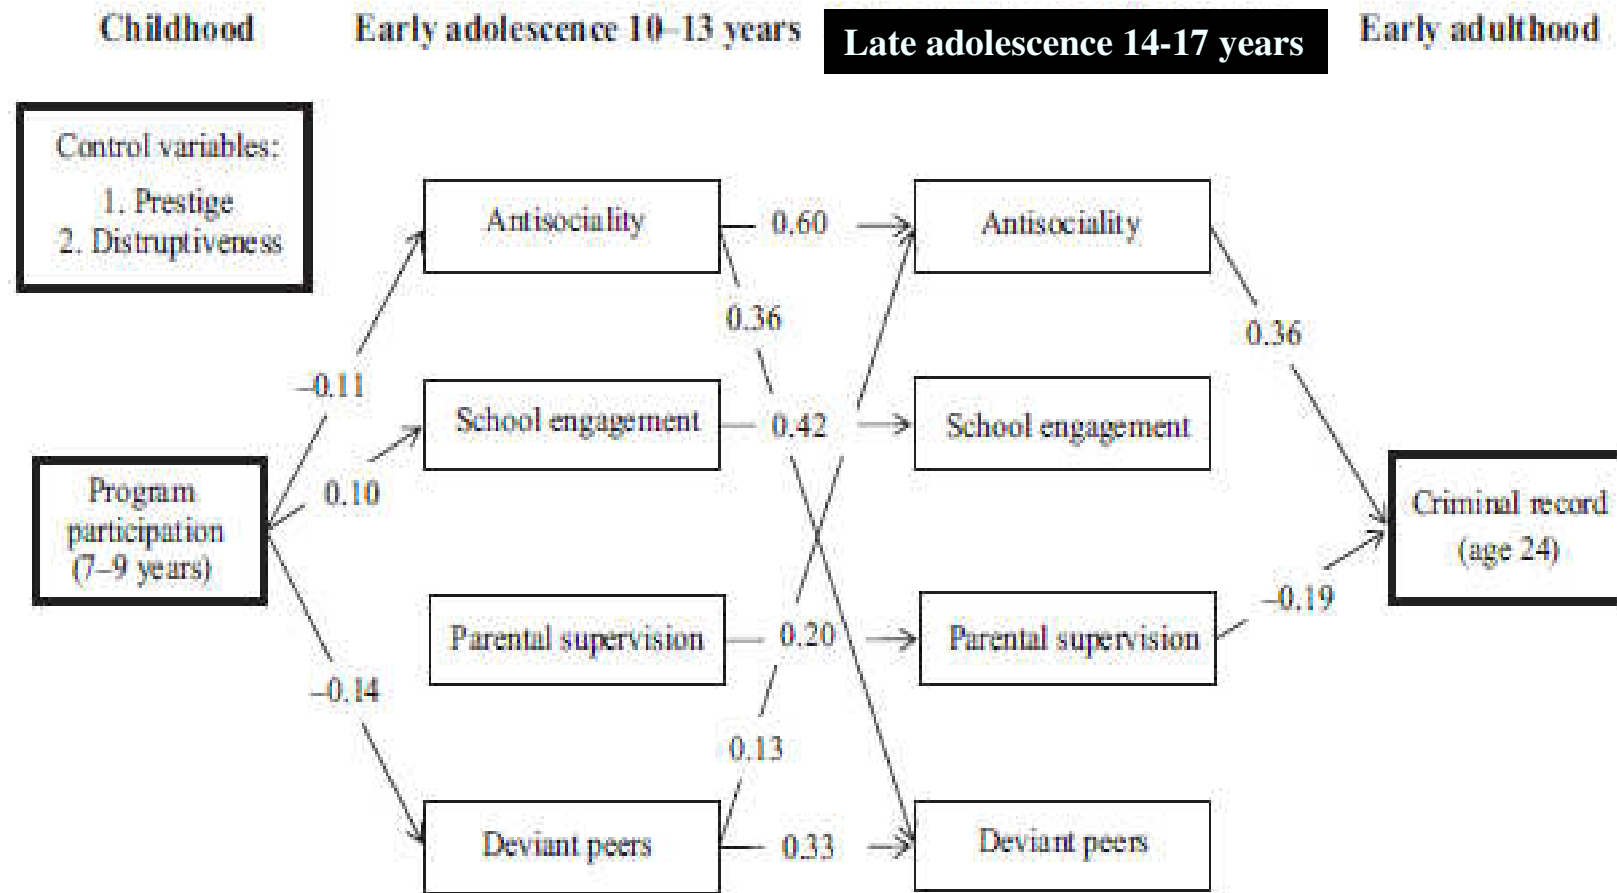 Childhood
Early adolescence 10–13 years
Late adolescence 14-17 years
Early adulthood
Control variables:
1. Prestige
2. Distruptiveness
Antisociality
0.60
Antisociality
0.36
0.36
–0.11
School engagement
0.42
School engagement
0.10
Program
participation
(7–9 years)
Criminal record
(age 24)
Parental supervision
0.20
Parental supervision
–0.19
–0.14
0.13
Deviant peers
0.33
Deviant peers